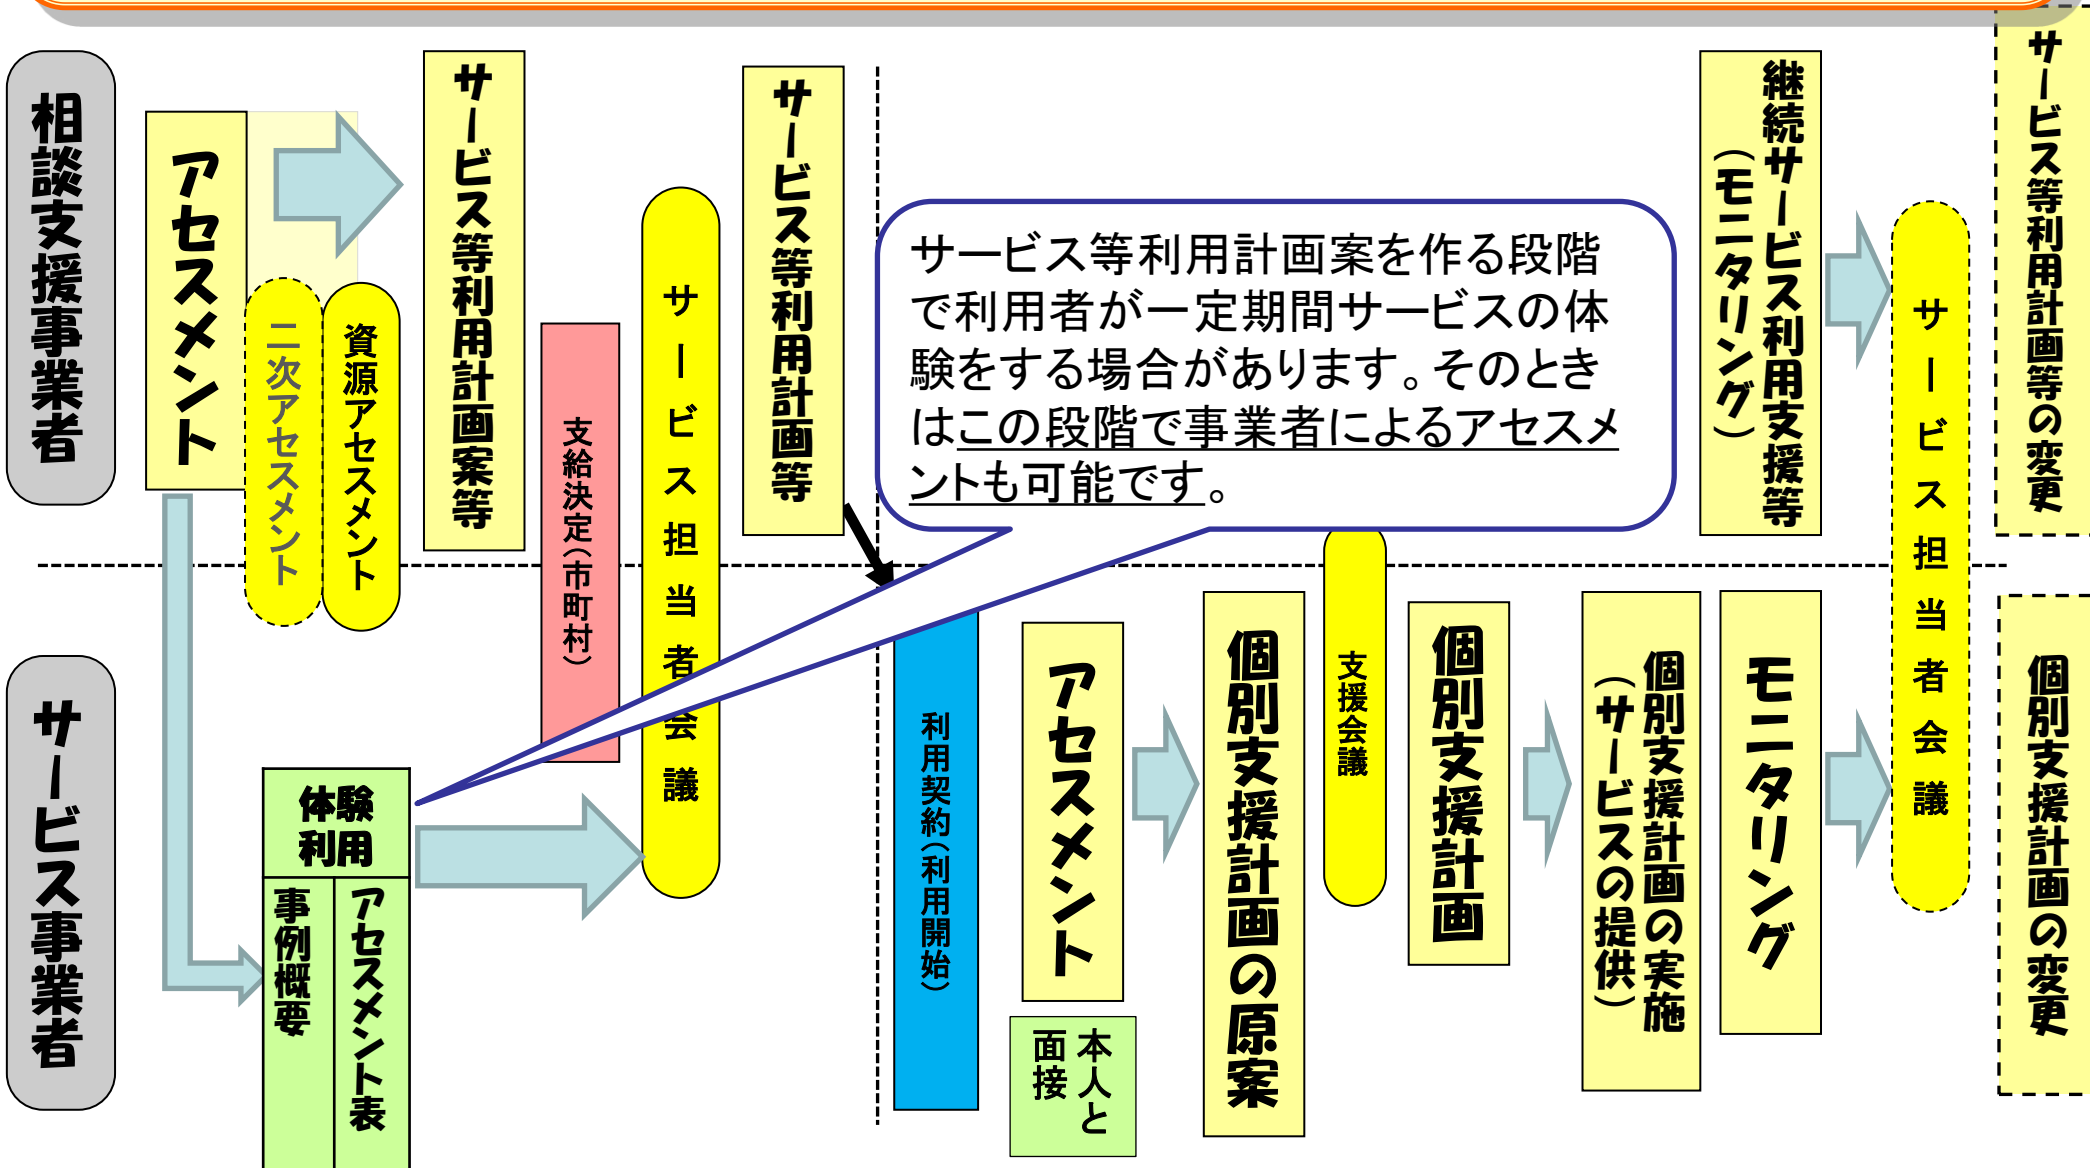 相談支援事業者
アセスメント
二次アセスメント
資源アセスメント
サービス等利用計画案等
支給決定（市町村）
サービス担当者会議
サービス等利用計画等
サービス等利用計画案を作る段階
で利用者が一定期間サービスの体
験をする場合があります。そのとき
はこの段階で事業者によるアセスメ
ントも可能です。
継続サービス利用支援等
（モニタリング）
サービス担当者会議
サービス等利用計画等の変更
サービス事業者
体験
利用
事例概要
アセスメント表
利用契約（利用開始）
アセスメント
本人と
面接
個別支援計画の原案
支援会議
個別支援計画
個別支援計画の実施
（サービスの提供）
モニタリング
個別支援計画の変更